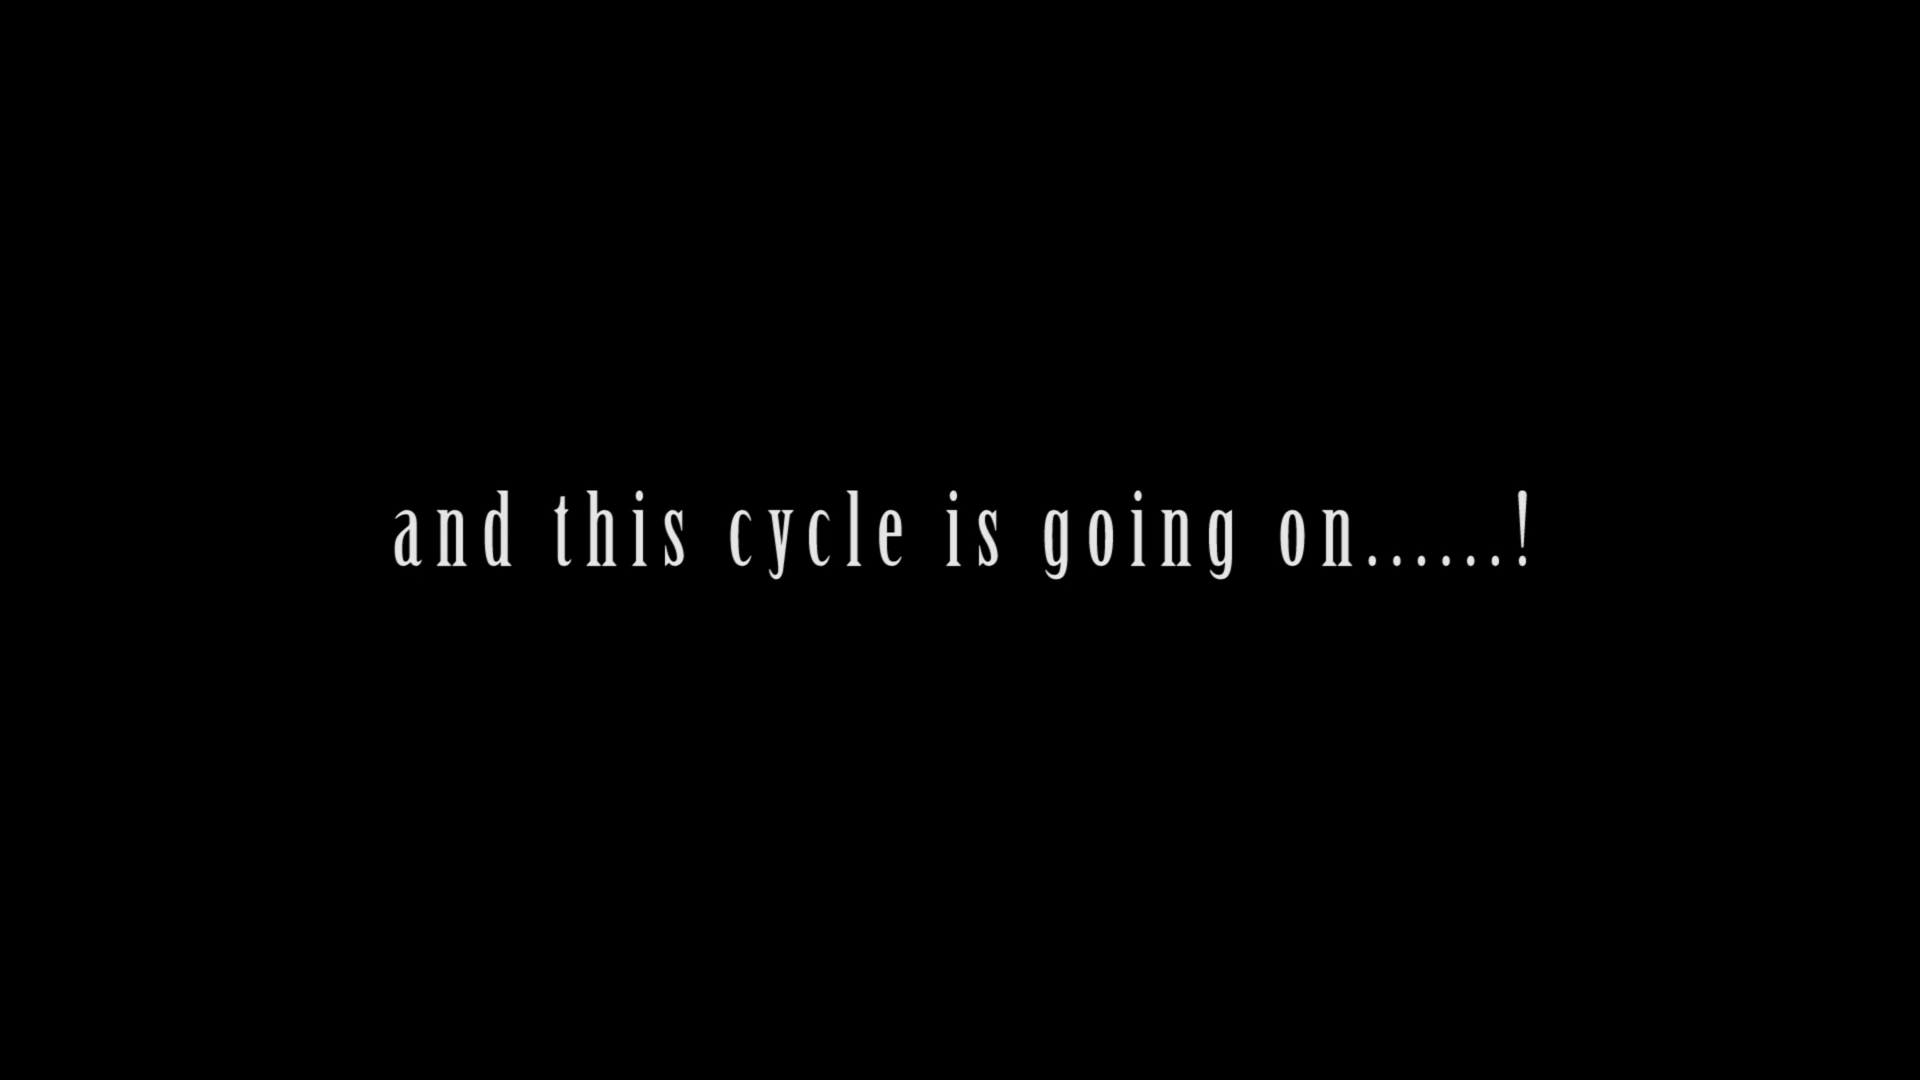 and this cycle is going on......!